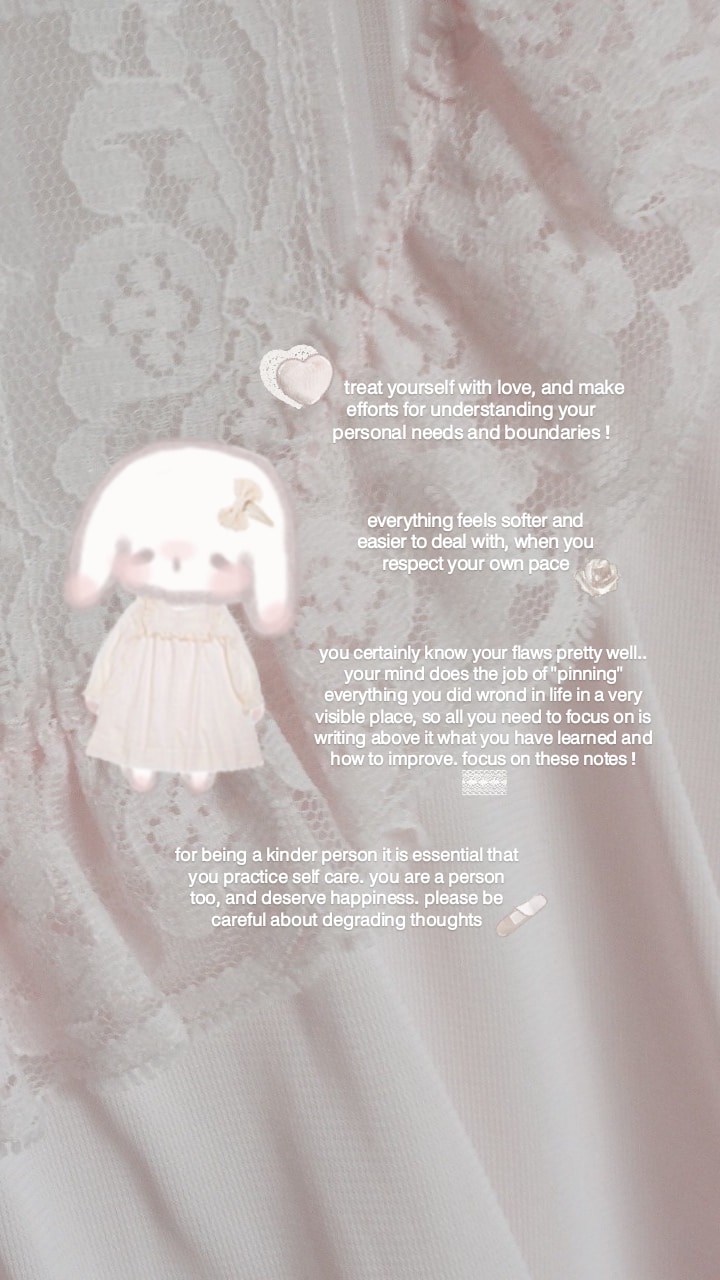 treat yourself with love, and make
efforts for understanding your
personal needs and boundaries !
everything feels softer and
easier to deal with, when you
respect your own pace
you certainly know your flaws pretty well..
your mind does the job of "pinning"
everything you did wrond in life in a very
visible place, so all you need to focus on is
writing above it what you have learned and
how to improve. focus on these notes !
for being a kinder person it is essential that
you practice self care. you are a person
too, and deserve happiness. please be
careful about degrading thoughts